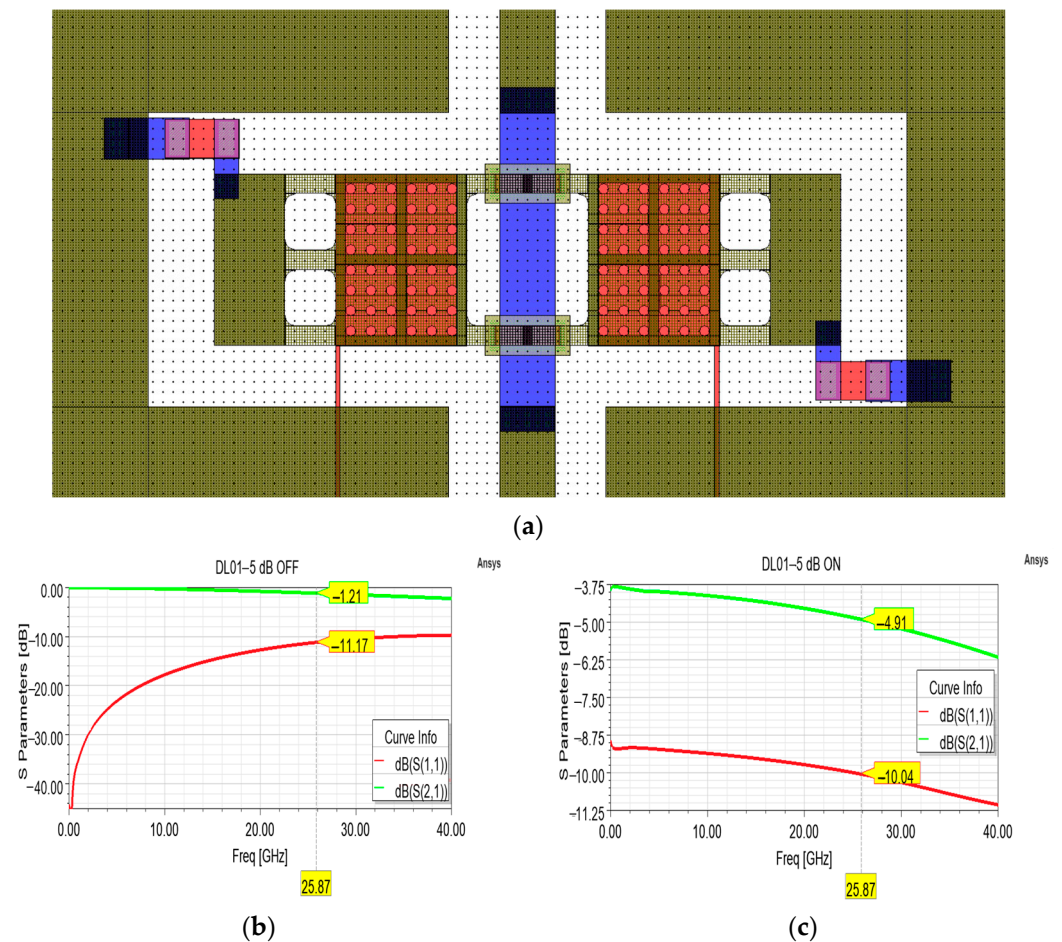 (a)
DL01–5 dB OFF
Ansys
S Parameters [dB]
0.00
−10.00
−20.00
−30.00
−40.00
−1.21
−11.17
Curve Info
dB(S(1,1))
dB(S(2,1))
0.00
10.00
20.00
30.00
40.00
Freq [GHz]
25.87
(b)
DL01–5 dB ON
Ansys
S Parameters [dB]
−3.75
−5.00
−6.25
−7.50
−8.75
−10.00
−11.25
−4.91
−10.04
Curve Info
dB(S(1,1))
dB(S(2,1))
0.00
10.00
20.00
30.00
40.00
Freq [GHz]
25.87
(c)